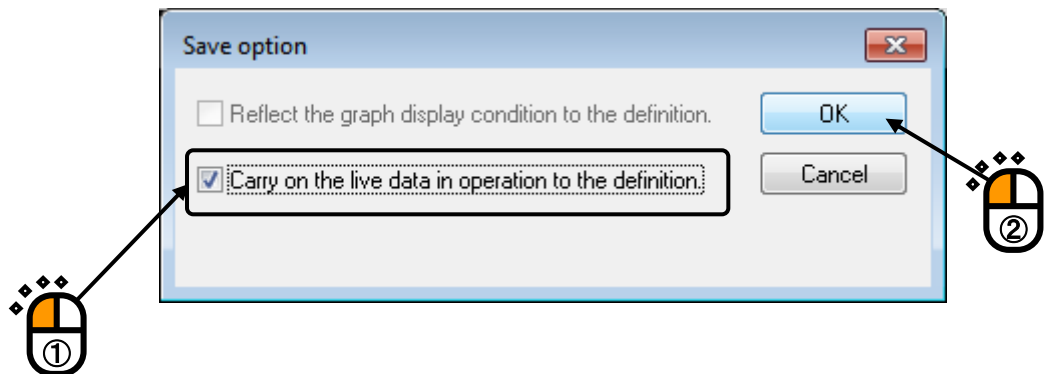 Save option
Reflect the graph display condition to the definition.
OK
Carry on the live data in operation to the definition.
Cancel
②
①